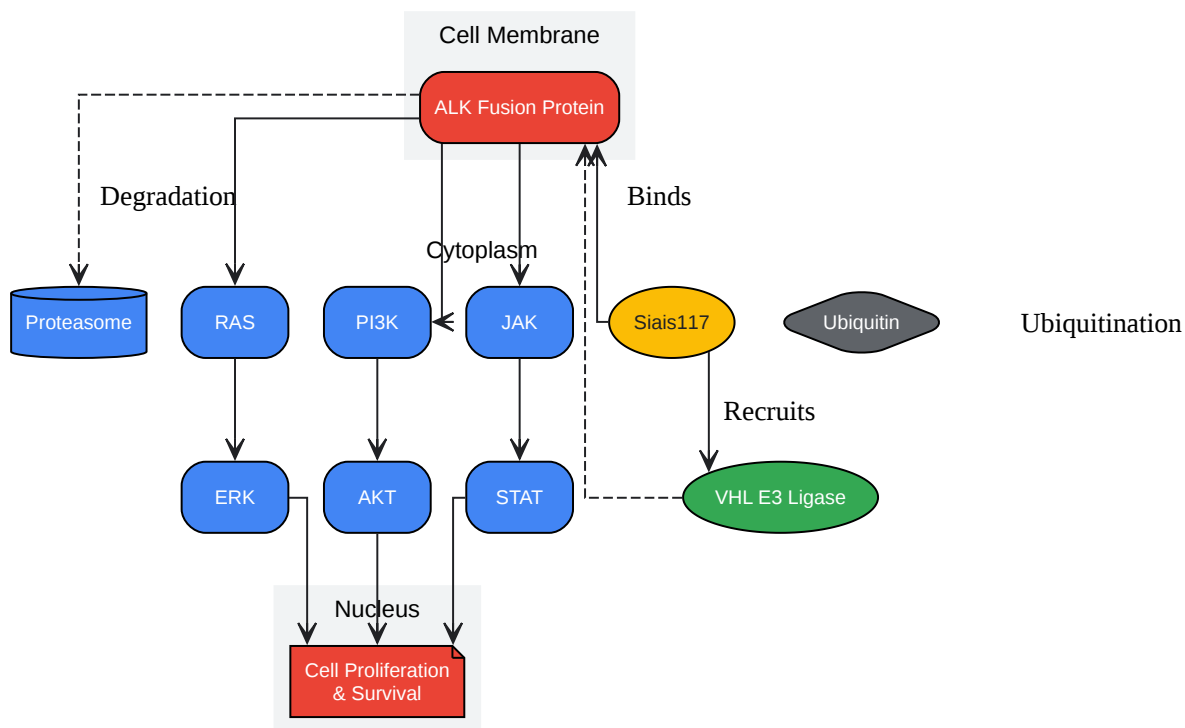 Cell Membrane
ALK Fusion Protein
Degradation
Binds
Cytoplasm
Proteasome
RAS
PI3K
JAK
Siais117
Ubiquitin
Ubiquitination
Recruits
ERK
AKT
STAT
VHL E3 Ligase
Nucleus
Cell Proliferation
& Survival